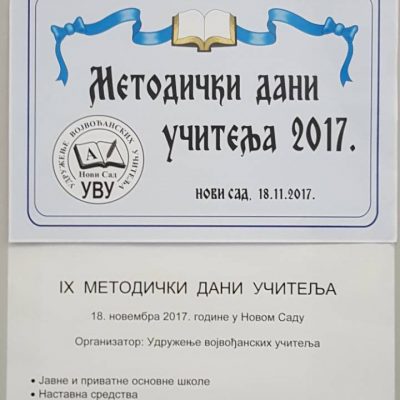 Методички дани
учитеља 2017.
УДРУЖЕЊЕ ВОЈВОЂАНСКИХ УЧИТЕЉА
А
Нови Сад
УВУ
НОВИ САД, 18.11.2017.
IX МЕТОДИЧКИ ДАНИ УЧИТЕЉА
18. новембра 2017. године у Новом Саду
Организатор: Удружење војвођанских учитеља
• Јавне и приватне основне школе
• Наставна средства